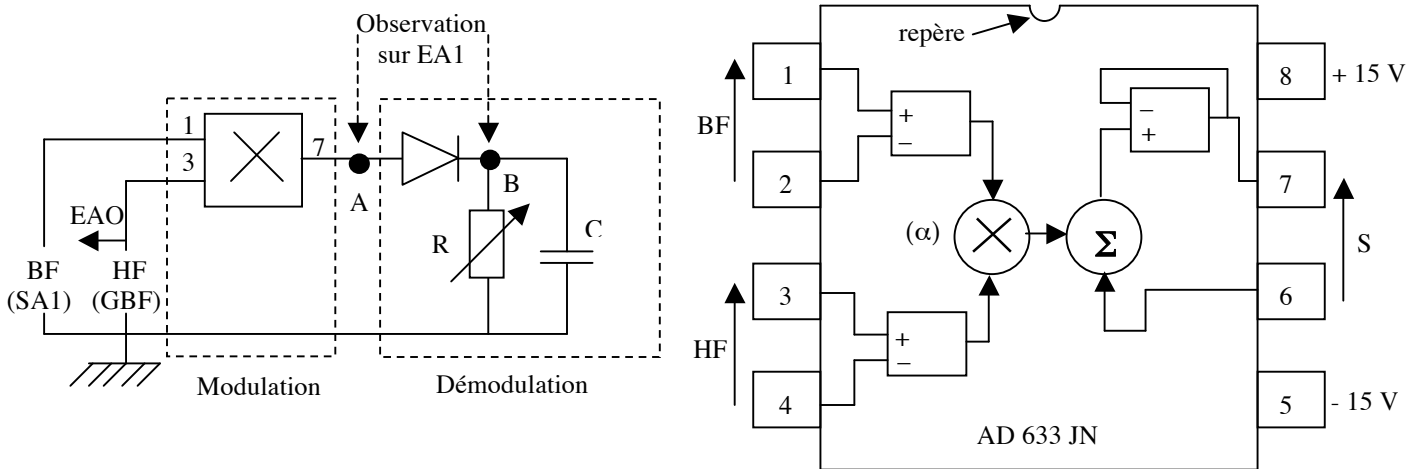 Observation
sur EA1
1
3
7
A
B
EAO
R
C
BF
(SA1)
HF
(GBF)
Modulation
Démodulation
repère
1
8
+ 15 V
BF
+
−
−
+
2
7
(α)
Σ
S
3
6
HF
+
−
4
5
- 15 V
AD 633 JN